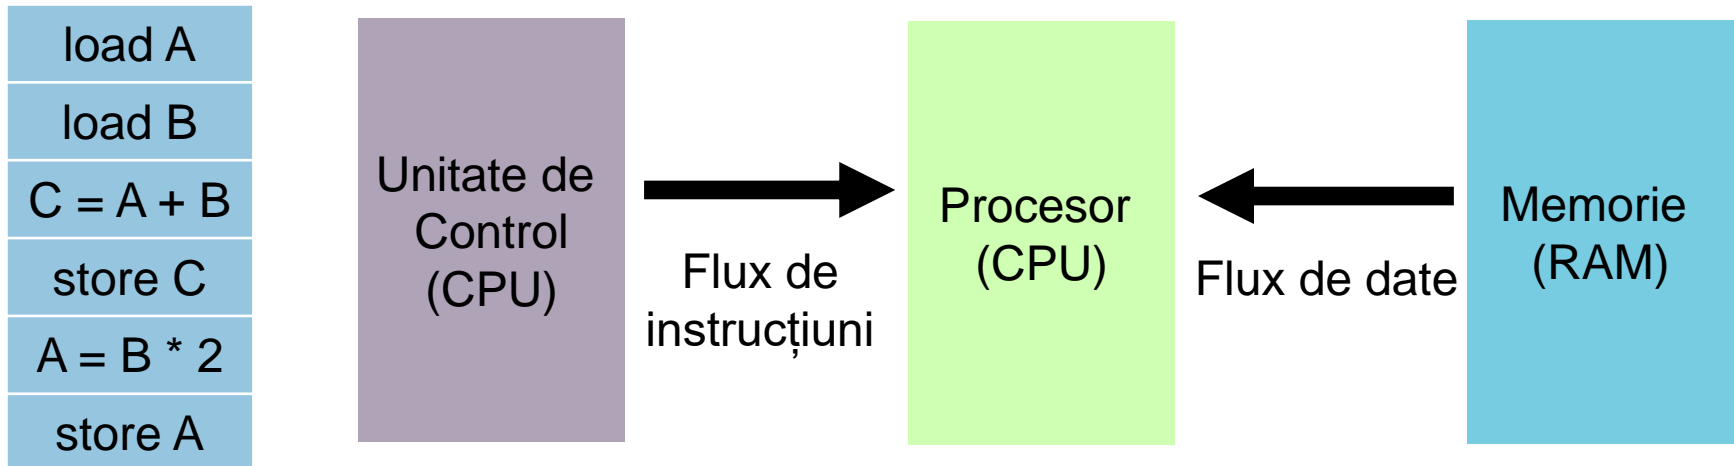 load A
load B
C = A + B
store C
A = B * 2
store A
Unitate de
Control
(CPU)
Flux de
instrucțiuni
Procesor
(CPU)
Flux de date
Memorie
(RAM)